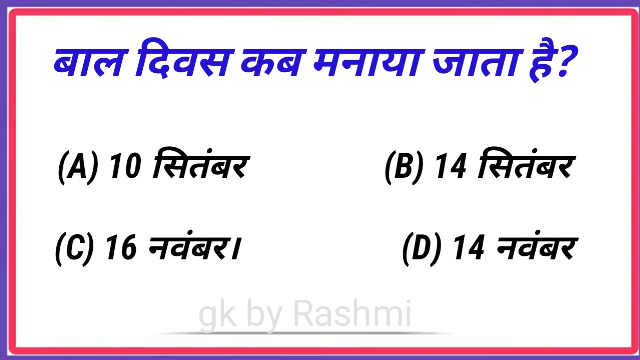 बाल दिवस कब मनाया जाता है?
(A) 10 सितंबर (B) 14 सितंबर
(C) 16 नवंबर। (D) 14 नवंबर
gk by Rashmi